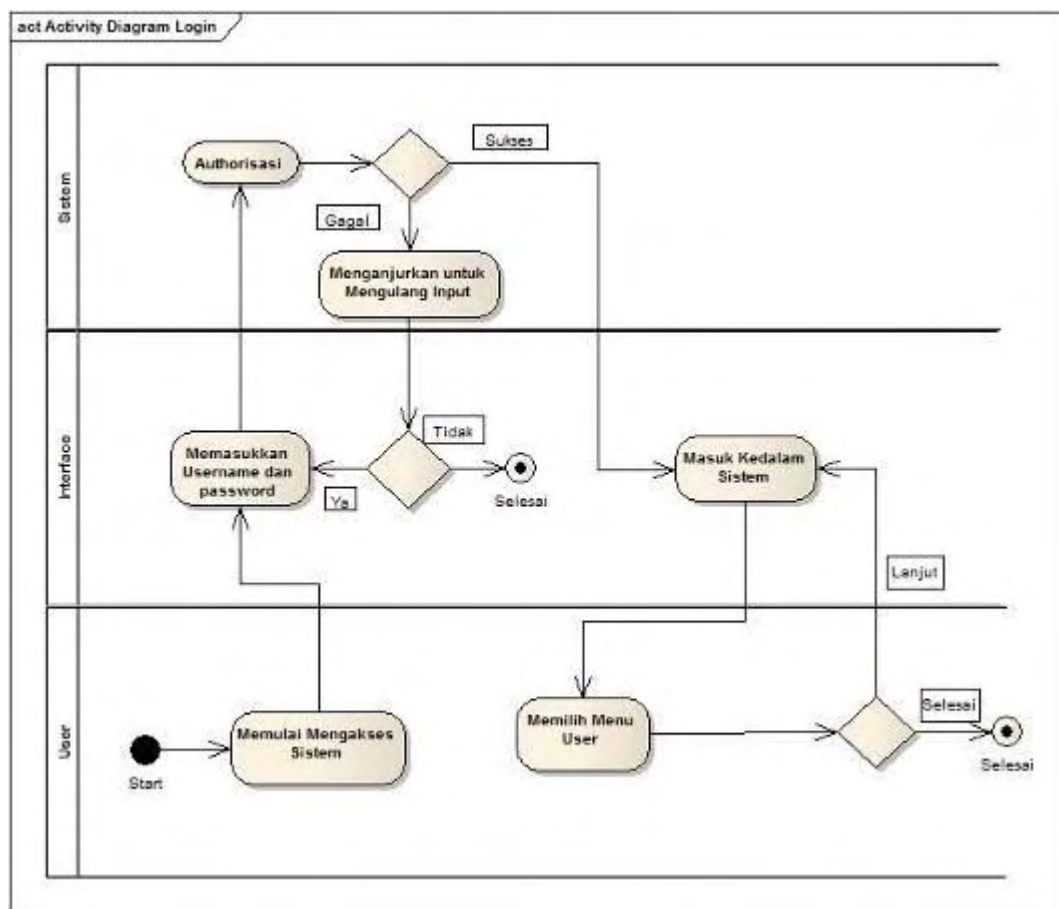 act Activity Diagram Login
Sistem
Authorisasi
Sukses
Gagal
Menganjurkan untuk
Mengulang Input
Interface
Memasukkan
Username dan
password
Ya
Tidak
Selesai
Masuk Kedalam
Sistem
Lanjut
User
Start
Memulai Mengakses
Sistem
Memilih Menu
User
Selesai
Selesai